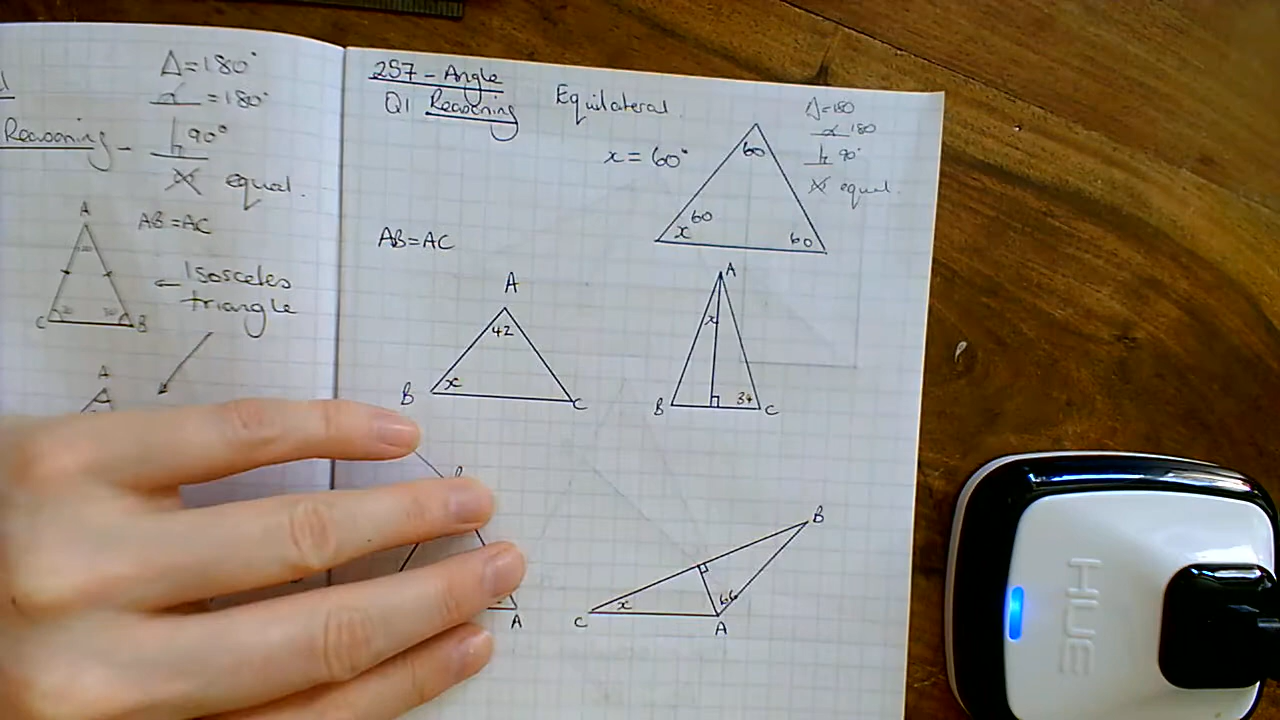 Δ=180°
=180°
Reasoning
90°
equal.
AB=AC
A
Isosceles
triangle
C
B
A
257-Angle
Q1 Reasoning
Equilateral
Δ=180
180
90°
equal.
x=60°
60
60
x
60
AB=AC
A
42
B
x
C
A
x
B
34
C
B
x
66
C
A
A
HUE